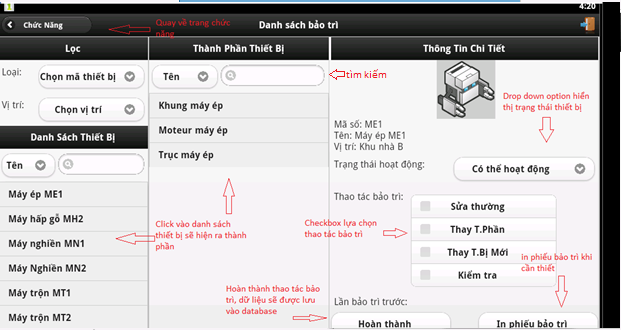 4:20
Chức Năng
Quay về trang chức
năng
Danh sách bảo trì
Lọc
Loại:
Chọn mã thiết bị
Vị trí:
Chọn vị trí
Danh Sách Thiết Bị
Tên
Máy ép ME1
Máy hấp gỗ MH2
Máy nghiền MN1
Máy Nghiền MN2
Máy trộn MT1
Máy trộn MT2
Thành Phần Thiết Bị
Tên
tìm kiếm
Khung máy ép
Moteur máy ép
Trục máy ép
Click vào danh sách
thiết bị sẽ hiện ra thành
phần
Hoàn thành thao tác bảo
trì, dữ liệu sẽ được lưu
vào database
Thông Tin Chi Tiết
Drop down option hiển
thị trạng thái thiết bị
Mã số: ME1
Tên: Máy ép ME1
Vị trí: Khu nhà B
Trạng thái hoạt động:
Có thể hoạt động
Thao tác bảo trì:
Checkbox lựa chọn
thao tác bảo trì
Sửa thường
Thay T.Phần
Thay T.Bị Mới
Kiểm tra
in phiếu bảo trì khi
cần thiết
Lần bảo trì trước:
Hoàn thành
In phiếu bảo trì